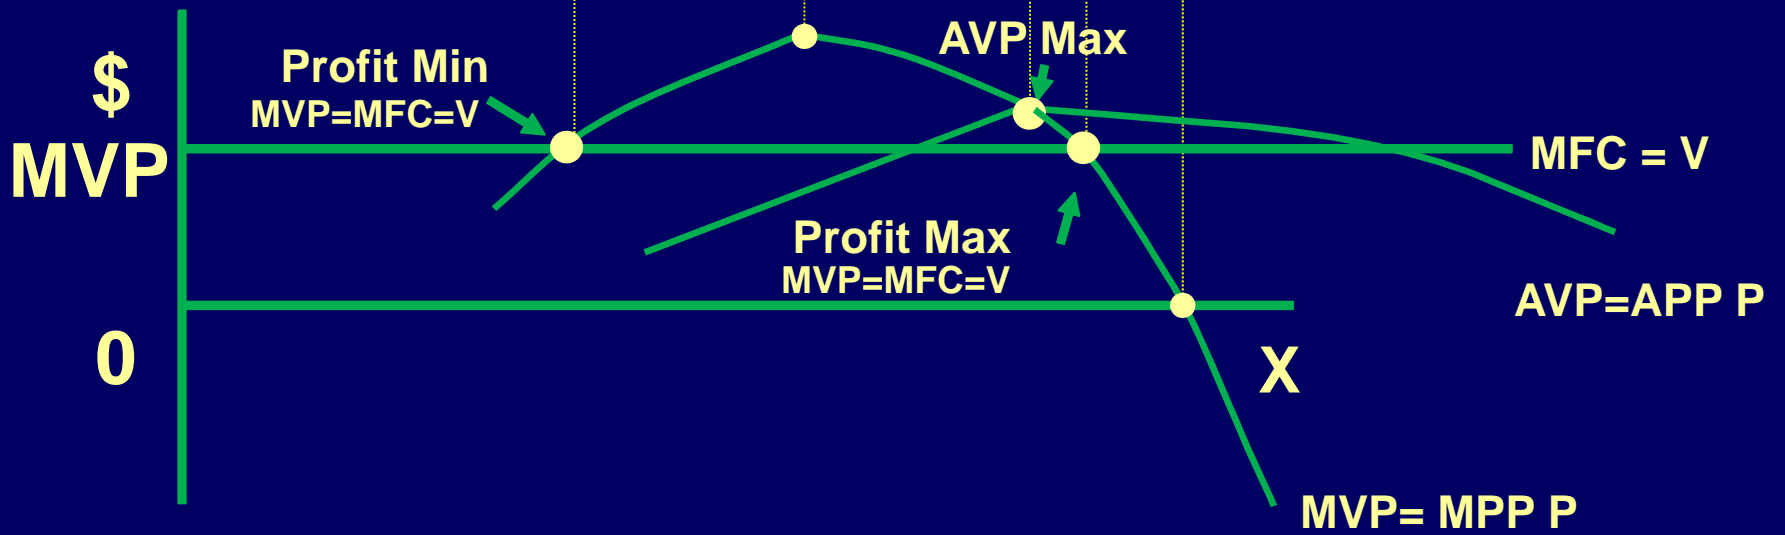 AVP Max
$
Profit Min
MVP=MFC=V
MVP
MFC = V
Profit Max
MVP=MFC=V
AVP=APP P
0
X
MVP= MPP P